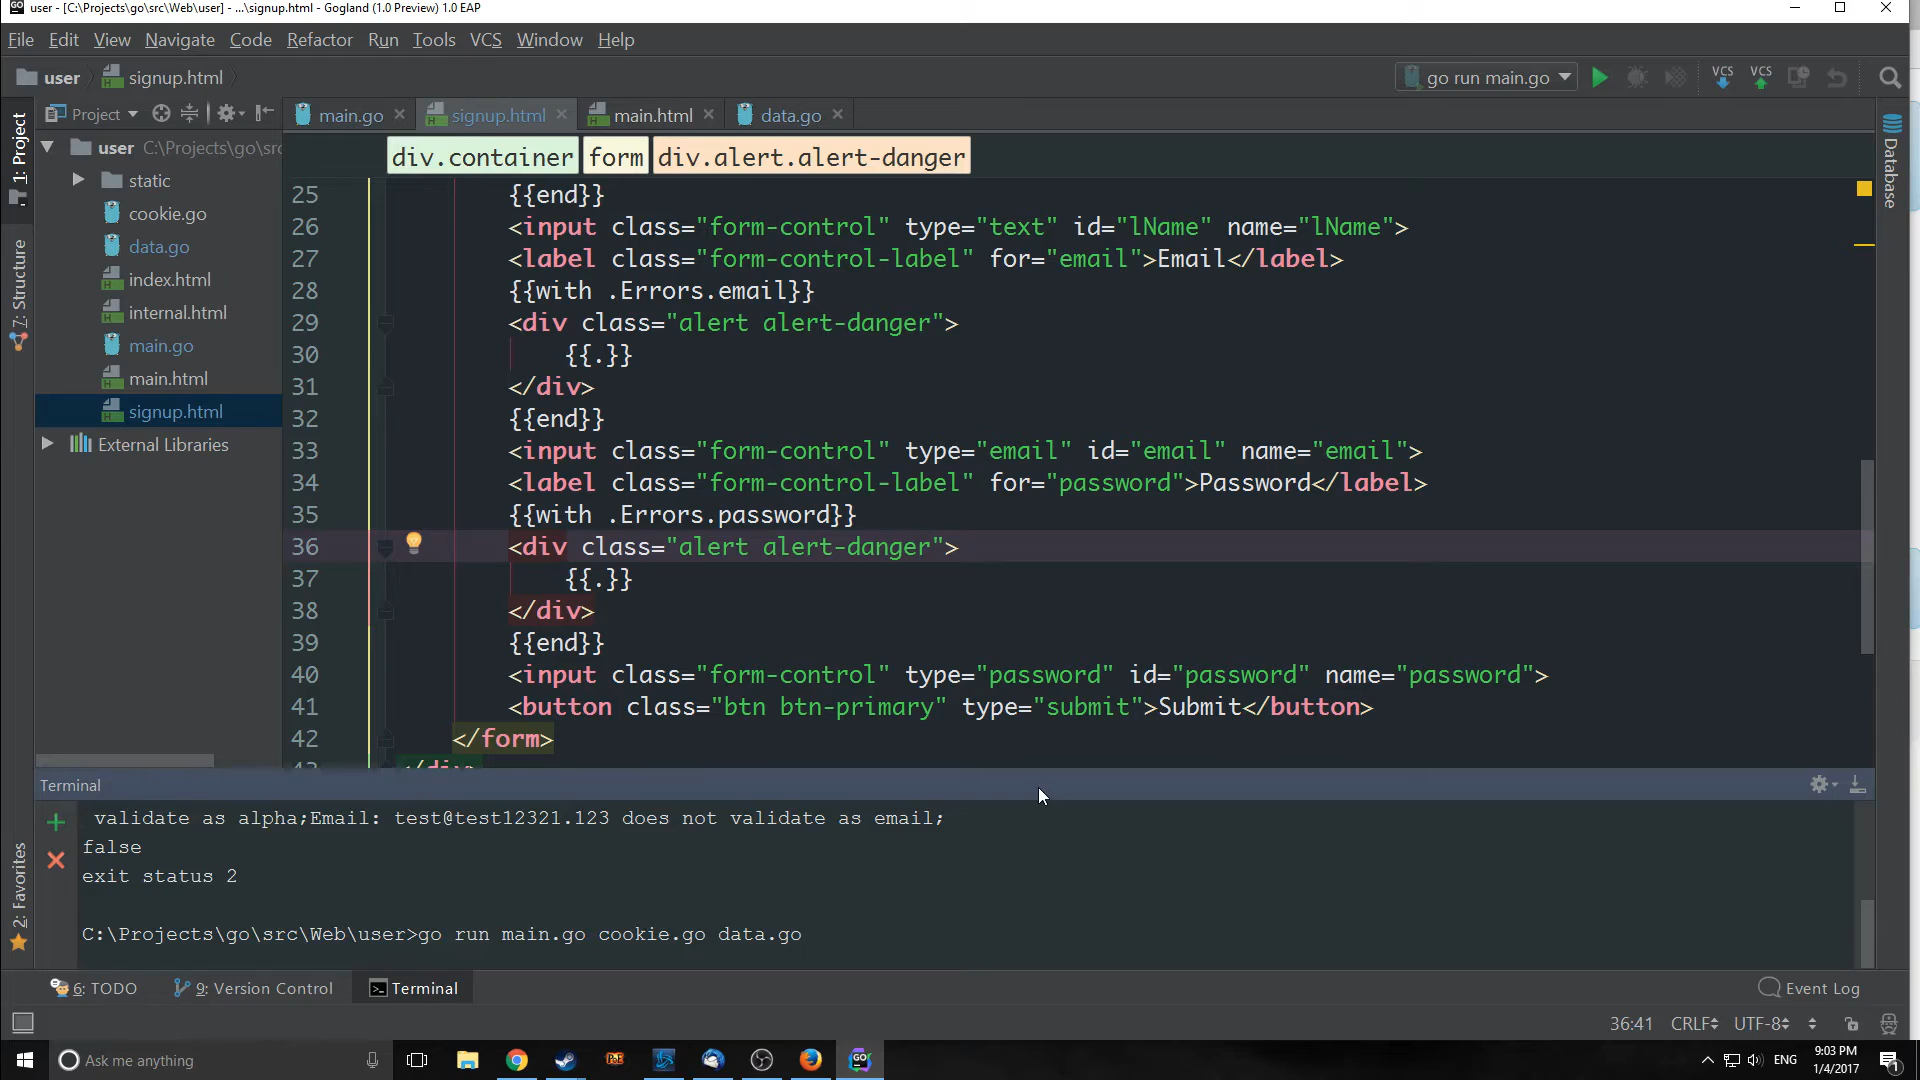 user - [C:\Projects\go\src\Web\user] - ...\signup.html - Gogland (1.0 Preview) 1.0 EAP
File Edit View Navigate Code Refactor Run Tools VCS Window Help
user signup.html
go run main.go
VCS VCS
Project
main.go signup.html main.html data.go
1: Project
7: Structure
2: Favorites
Database
user C:\Projects\go\src
static
cookie.go
data.go
index.html
internal.html
main.go
main.html
signup.html
External Libraries
div.container form div.alert.alert-danger
25 {{end}}
26 <input class="form-control" type="text" id="lName" name="lName">
27 <label class="form-control-label" for="email">Email</label>
28 {{with .Errors.email}}
29 <div class="alert alert-danger">
30 {{.}}
31 </div>
32 {{end}}
33 <input class="form-control" type="email" id="email" name="email">
34 <label class="form-control-label" for="password">Password</label>
35 {{with .Errors.password}}
36 <div class="alert alert-danger">
37 {{.}}
38 </div>
39 {{end}}
40 <input class="form-control" type="password" id="password" name="password">
41 <button class="btn btn-primary" type="submit">Submit</button>
42 </form>
43 </div>
Terminal
validate as alpha;Email: test@test12321.123 does not validate as email;
false
exit status 2
C:\Projects\go\src\Web\user>go run main.go cookie.go data.go
6: TODO 9: Version Control Terminal Event Log
36:41 CRLF UTF-8
Ask me anything
ENG
9:03 PM
1/4/2017